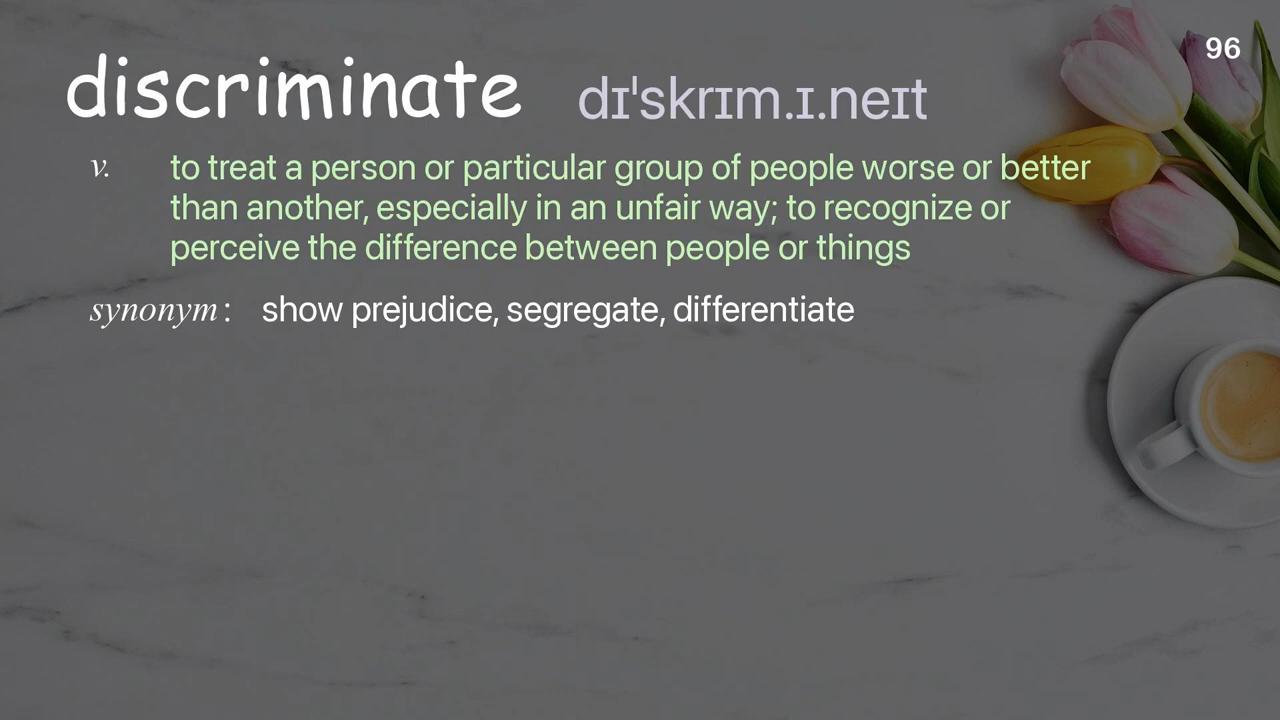 96
discriminate dɪˈskrɪm.ɪ.neɪt
v. to treat a person or particular group of people worse or better
than another, especially in an unfair way; to recognize or
perceive the difference between people or things
synonym: show prejudice, segregate, differentiate